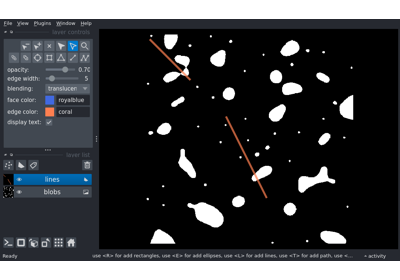 File View Plugins Window Help
layer controls
opacity: 0.70
edge width: 5
blending: translucen
face color: royalblue
edge color: coral
display text:
layer list
lines
blobs
Ready use <R> for add rectangles, use <E> for add ellipses, use <L> for add lines, use <T> for add path, use <... activity